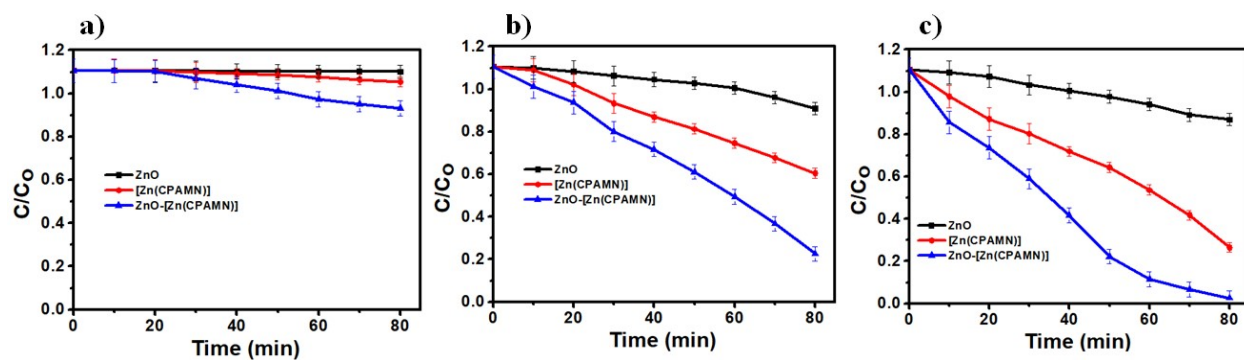 a)
1.2
1.0
0.8
0.6
0.4
0.2
0.0
C/C_O
ZnO
[Zn(CPAMN)]
ZnO-[Zn(CPAMN)]
0 20 40 60 80
Time (min)
b)
1.2
1.0
0.8
0.6
0.4
0.2
0.0
C/C_O
ZnO
[Zn(CPAMN)]
ZnO-[Zn(CPAMN)]
0 20 40 60 80
Time (min)
c)
1.2
1.0
0.8
0.6
0.4
0.2
0.0
C/C_O
ZnO
[Zn(CPAMN)]
ZnO-[Zn(CPAMN)]
0 20 40 60 80
Time (min)